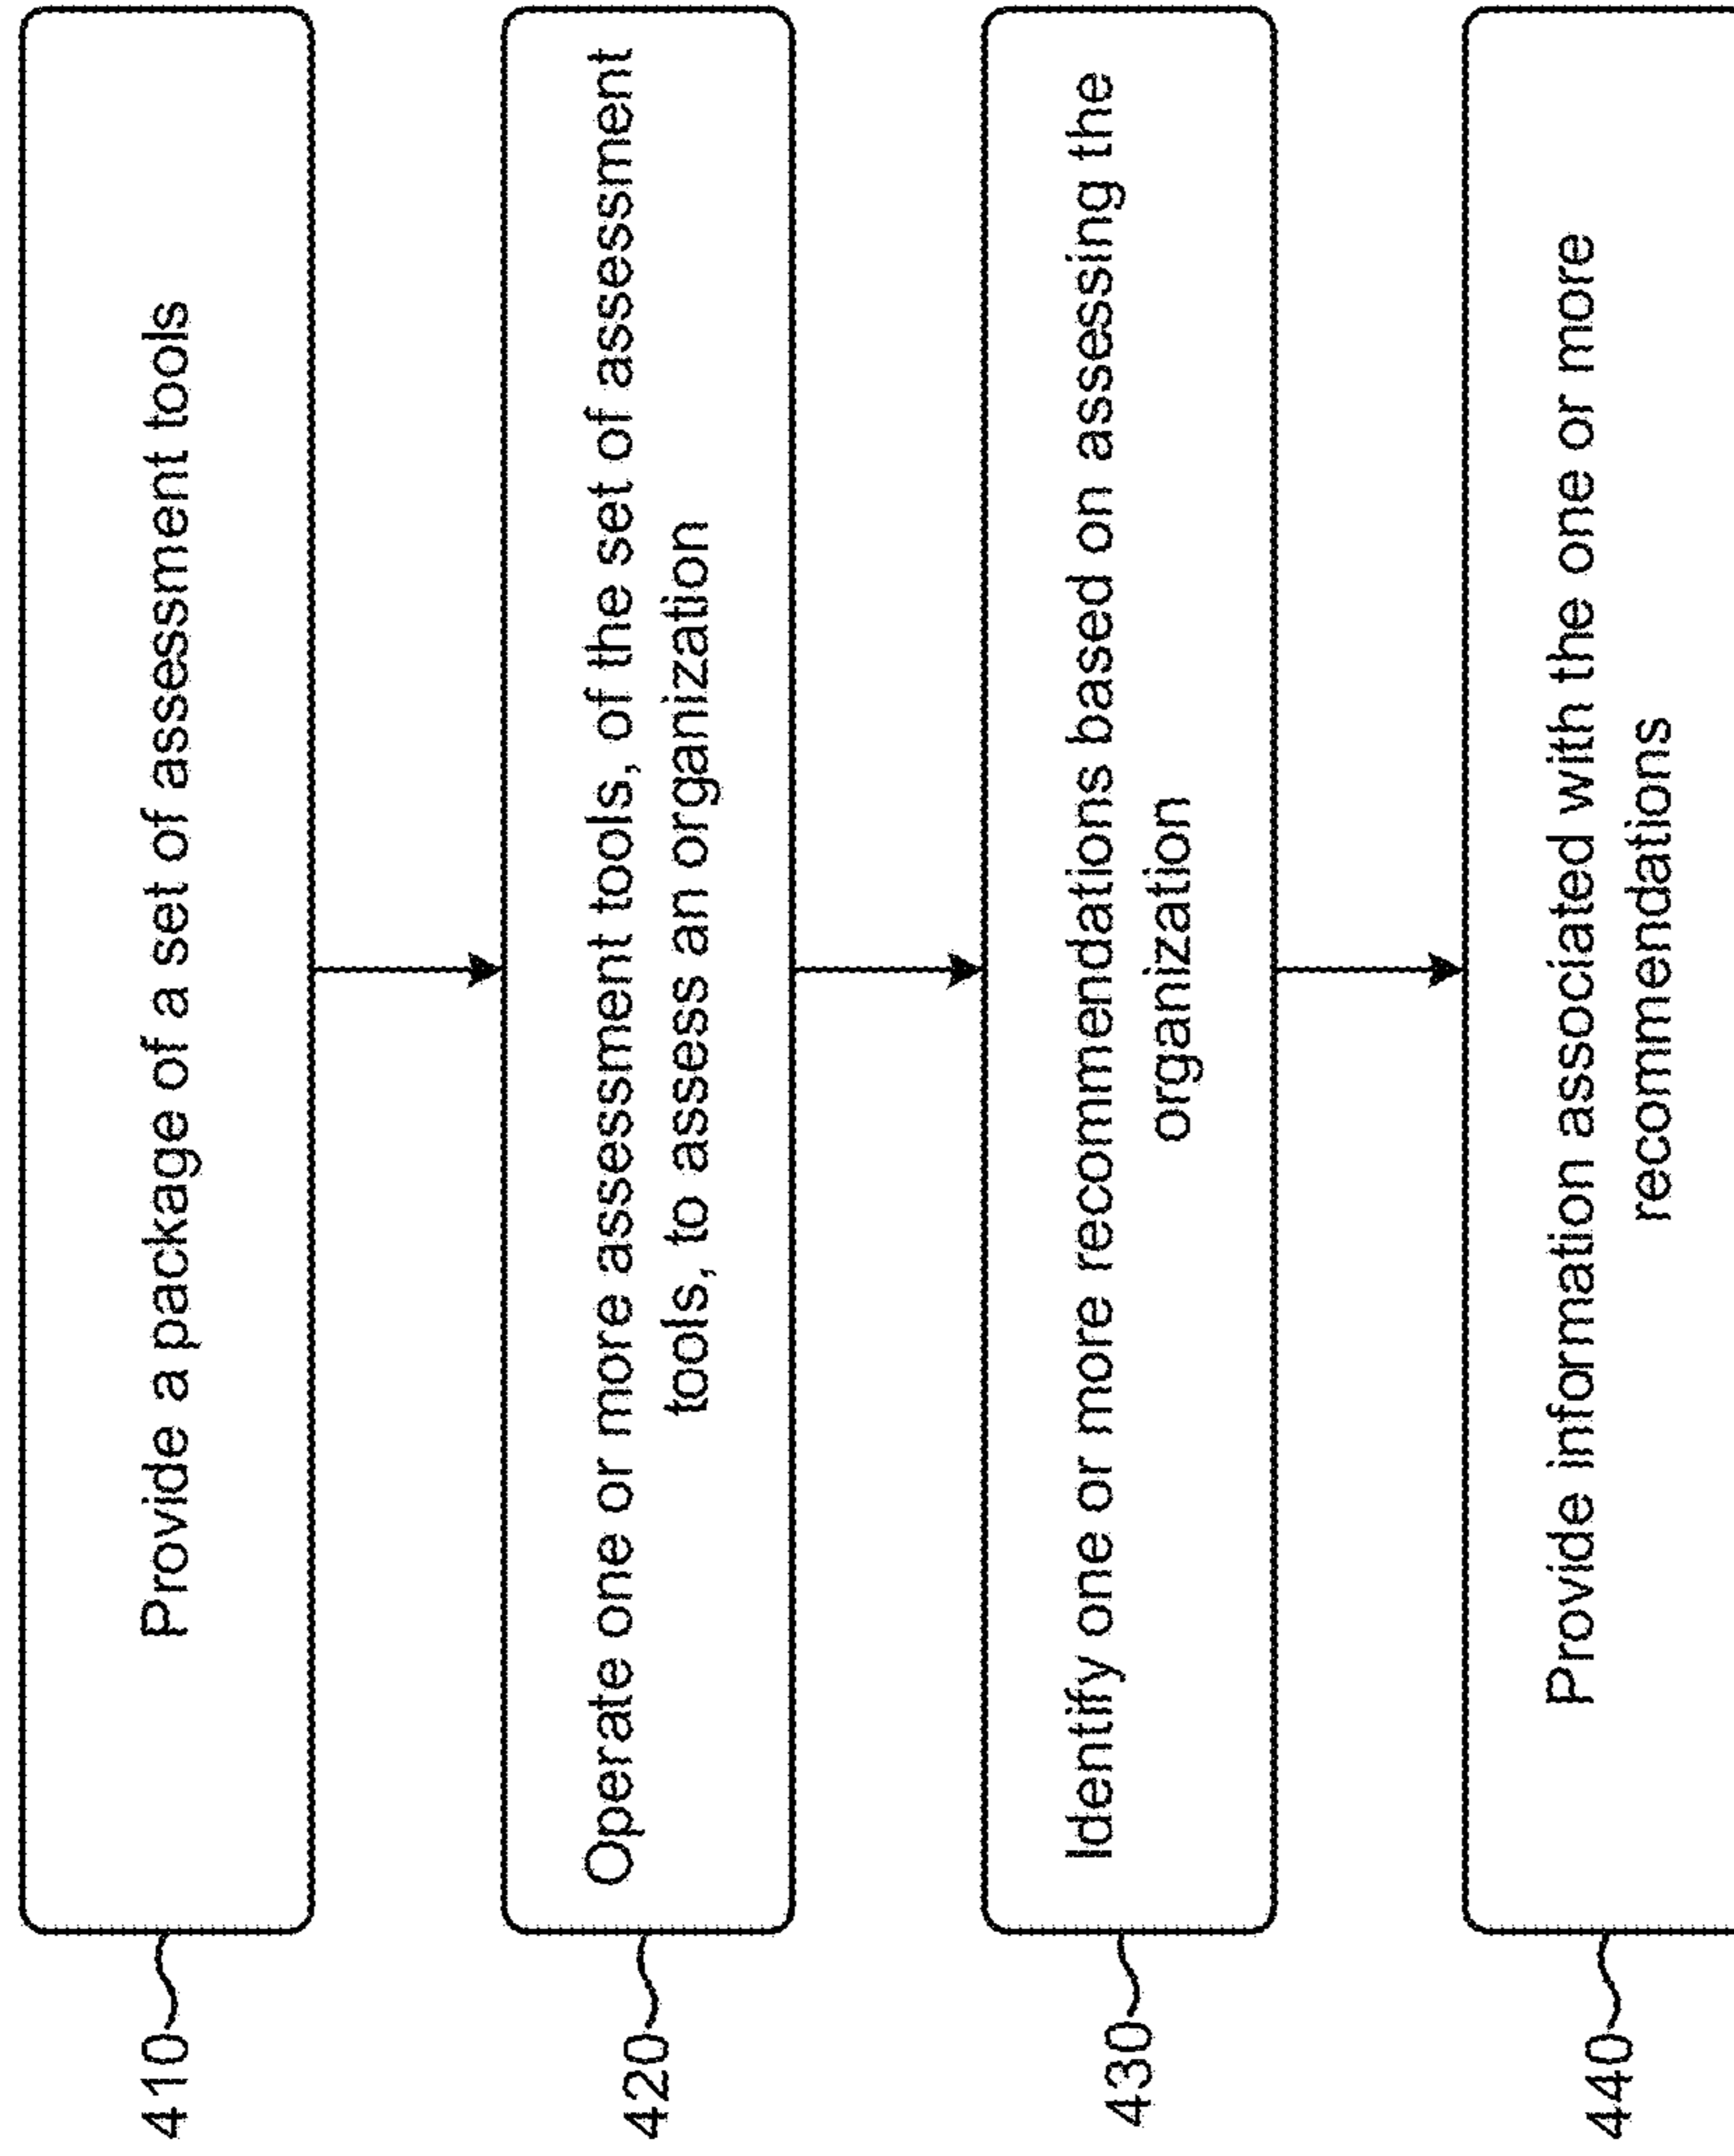 410
Provide a package of a set of assessment tools
420
Operate one or more assessment tools, of the set of assessment
tools, to assess an organization
430
Identify one or more recommendations based on assessing the
organization
440
Provide information associated with the one or more
recommendations